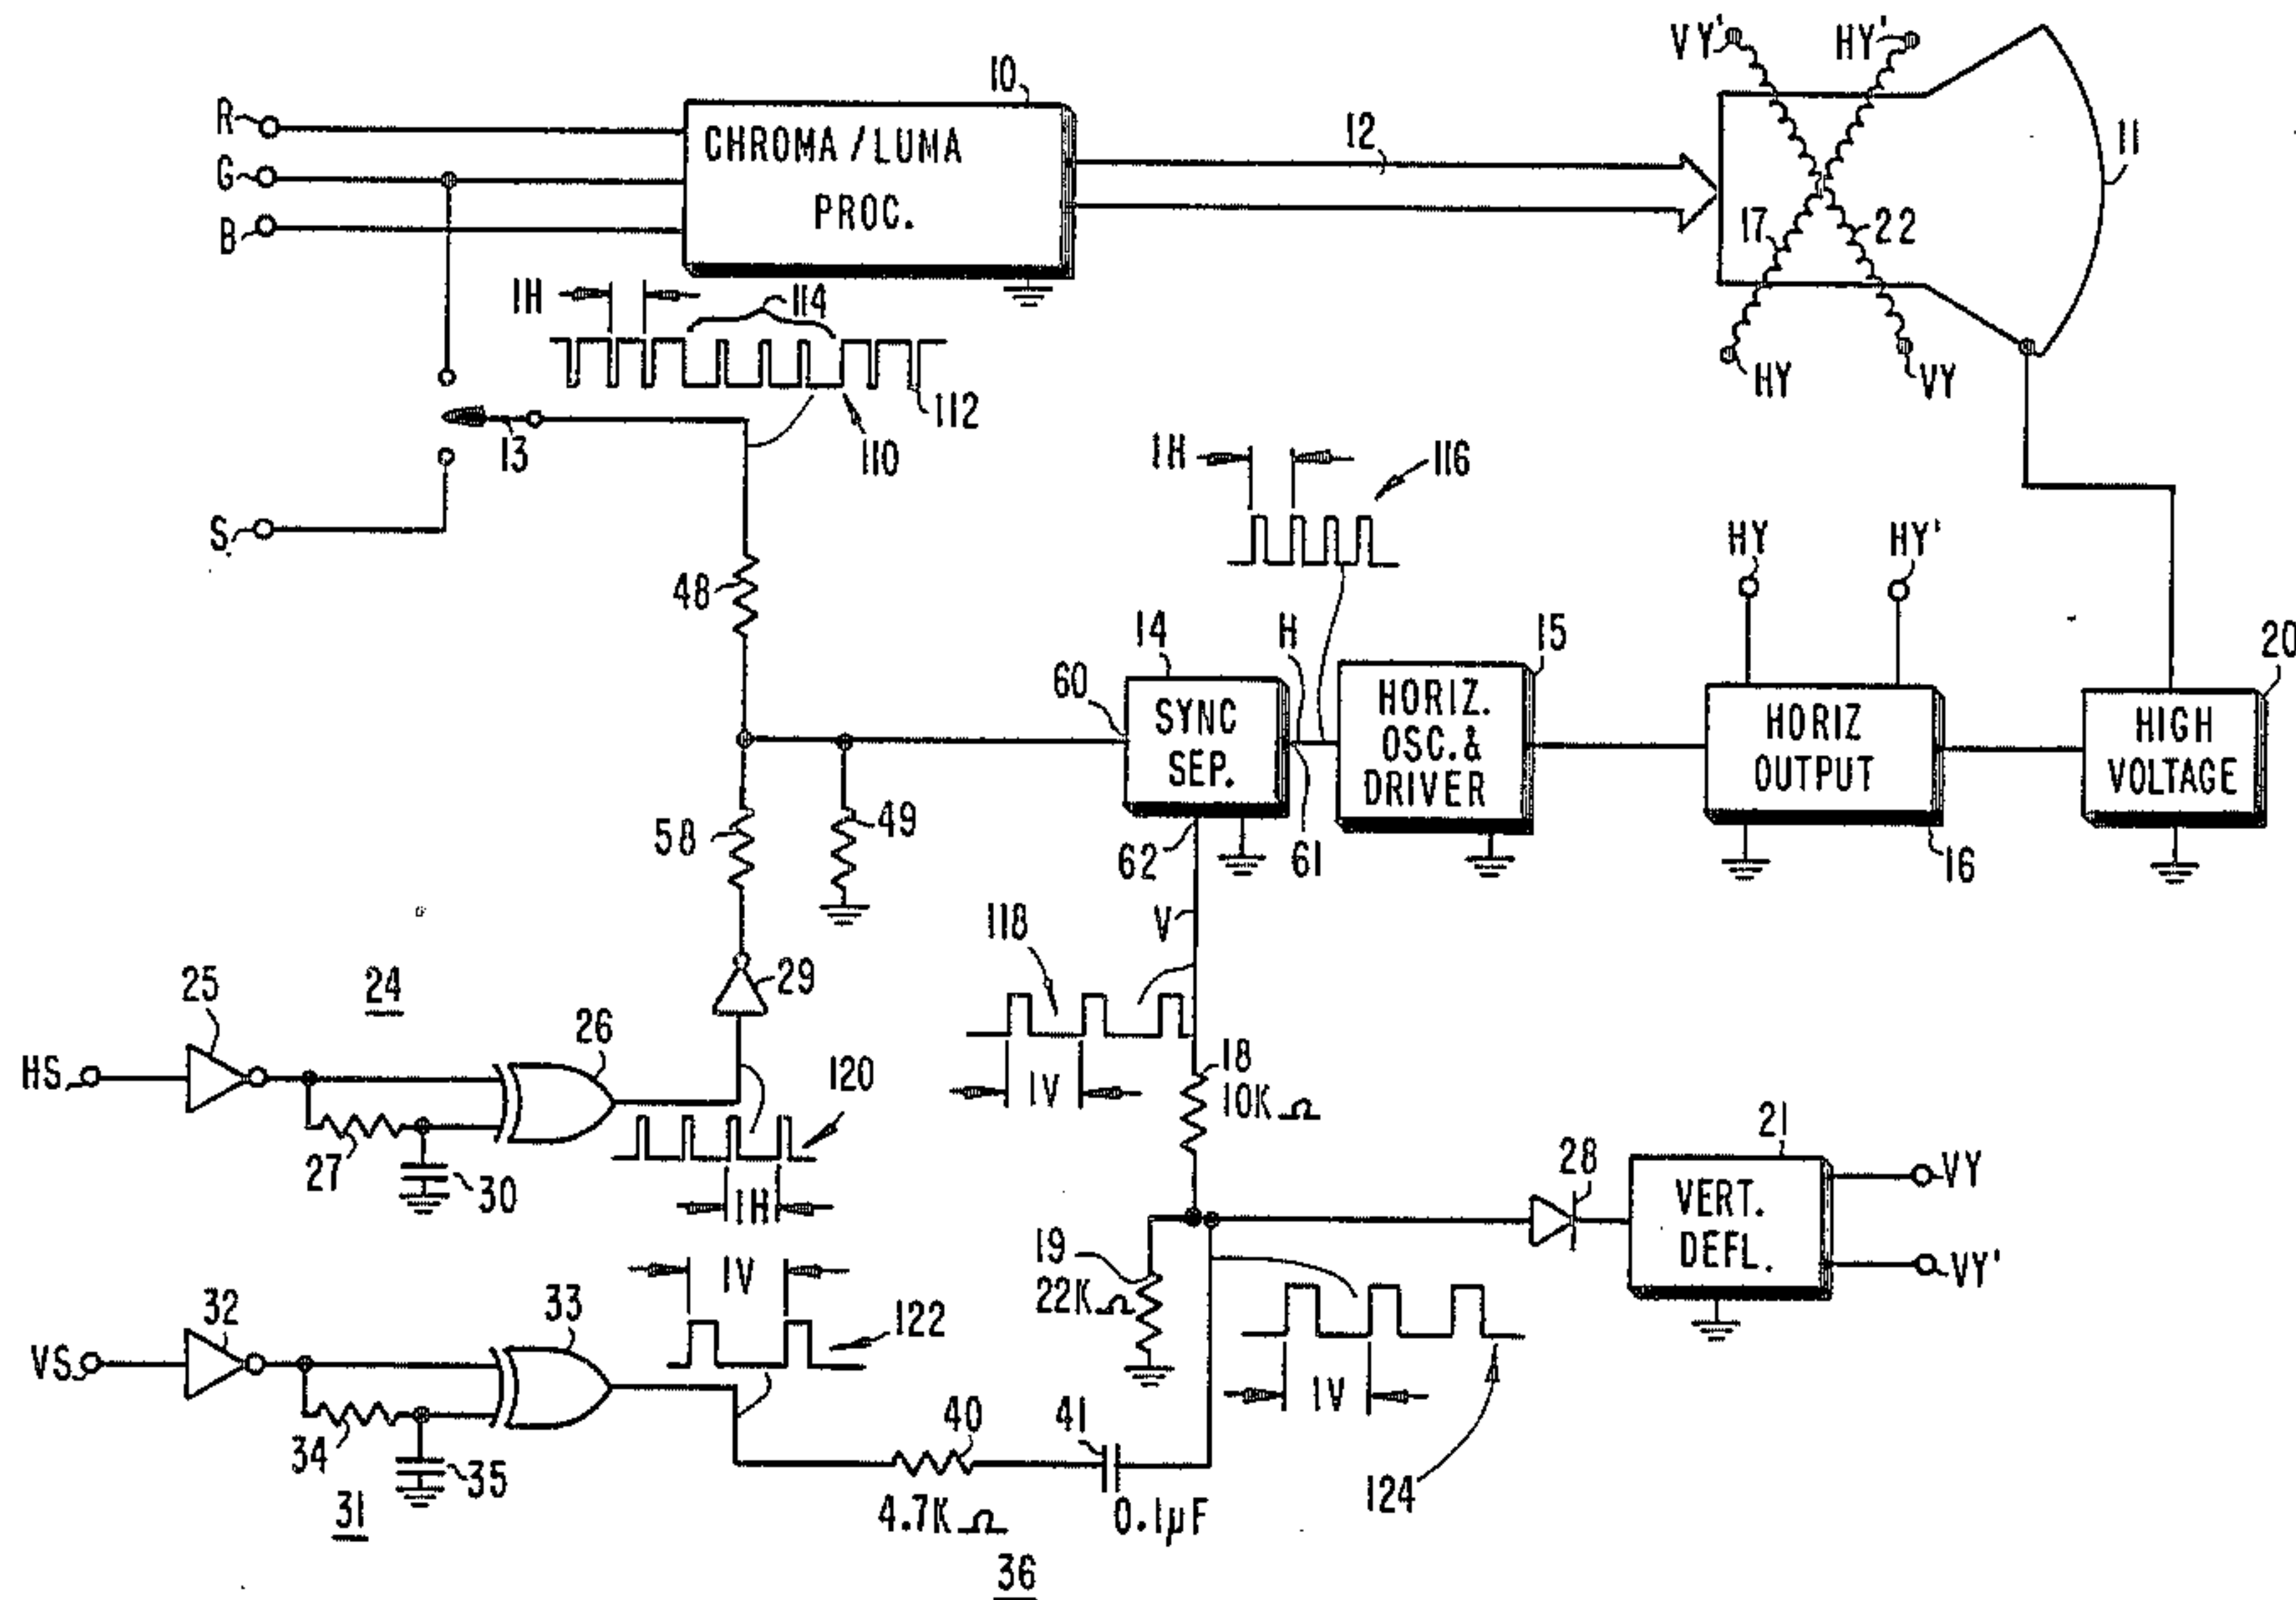 VY'
HY'
10
R
CHROMA / LUMA
PROC.
12
11
G
B
17
22
1H
114
HY
VY
112
13
110
1H
116
S
HY
HY'
48
14
H
15
20
60
SYNC
SEP.
HORIZ.
OSC. &
DRIVER
HORIZ
OUTPUT
HIGH
VOLTAGE
58
49
62
61
16
118
V
25
24
29
26
18
10K Ω
HS
120
1V
21
28
27
30
1H
VERT.
DEFL.
VY
VY'
19
22K Ω
1V
32
33
122
VS
1V
34
35
40
41
124
31
4.7K Ω
0.1µF
36